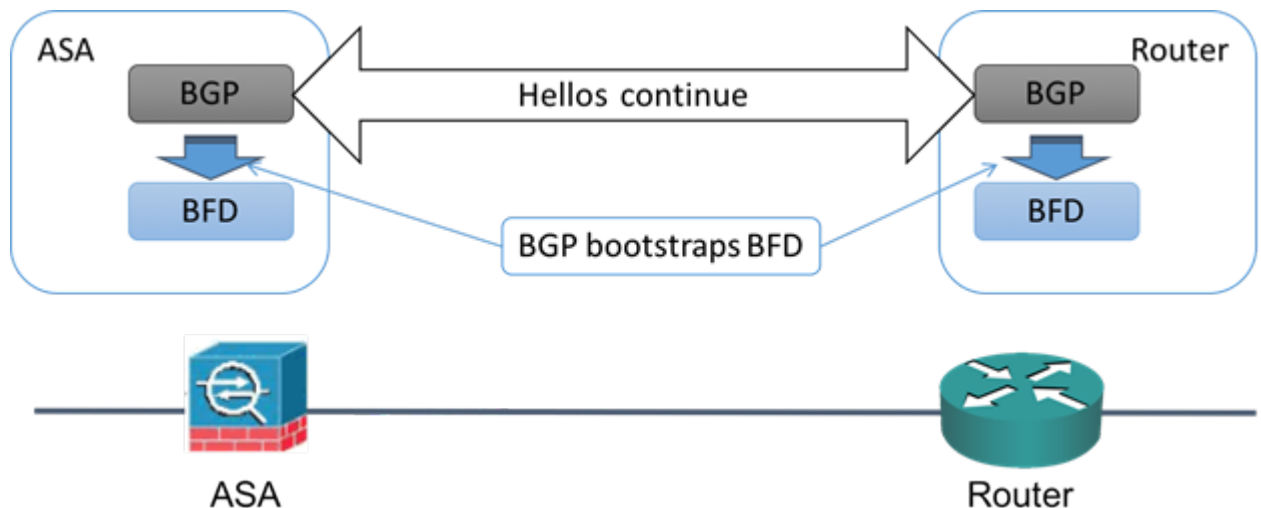 ASA
Router
BGP
Hellos continue
BGP
BFD
BFD
BGP bootstraps BFD
ASA
Router